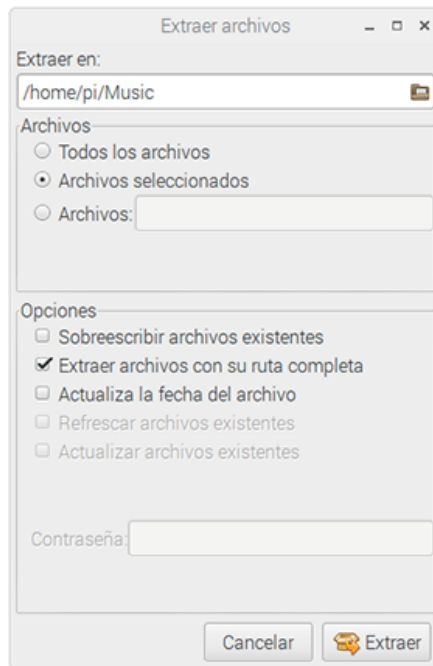 Extraer archivos
Extraer en:
/home/pi/Music
Archivos
Todos los archivos
Archivos seleccionados
Archivos:
Opciones
Sobreescribir archivos existentes
Extraer archivos con su ruta completa
Actualiza la fecha del archivo
Refrescar archivos existentes
Actualizar archivos existentes
Contraseña:
Cancelar Extraer